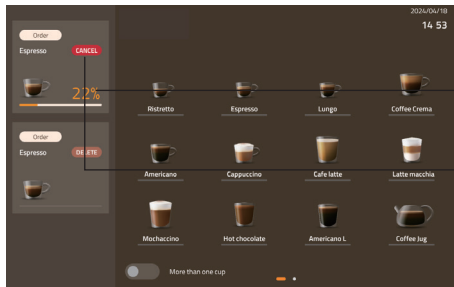 2024/04/18
14 53
Order
Espresso CANCEL
22%
Order
Espresso DELETE
Ristretto Espresso Lungo Coffee Crema
Americano Cappuccino Cafe latte Latte macchia
Mochaccino Hot chocolate Americano L Coffee Jug
More than one cup